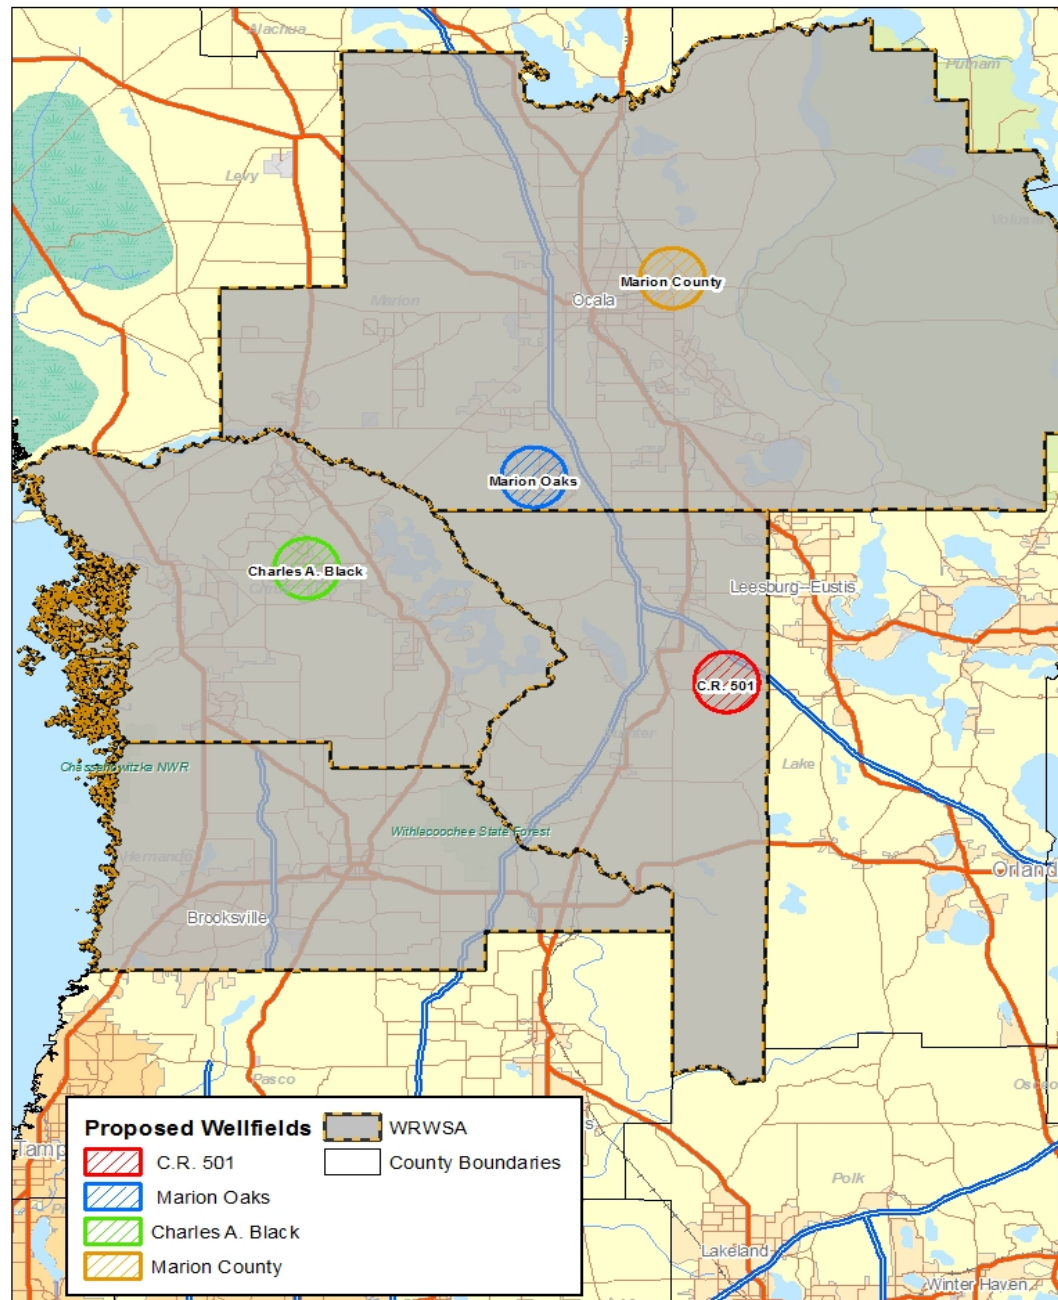 Alachua
Putnam
Levy
Marion
Marion County
Ocala
Marion Oaks
Charles A. Black
Leesburg--Eustis
C.R. 501
Sumter
Lake
Chassahowitzka NWR
Withlacoochee State Forest
Hernando
Orland
Brooksville
Pasco
Osceo
Tamp
Polk
Lakeland
Winter Haven
Proposed Wellfields
C.R. 501
Marion Oaks
Charles A. Black
Marion County
WRWSA
County Boundaries